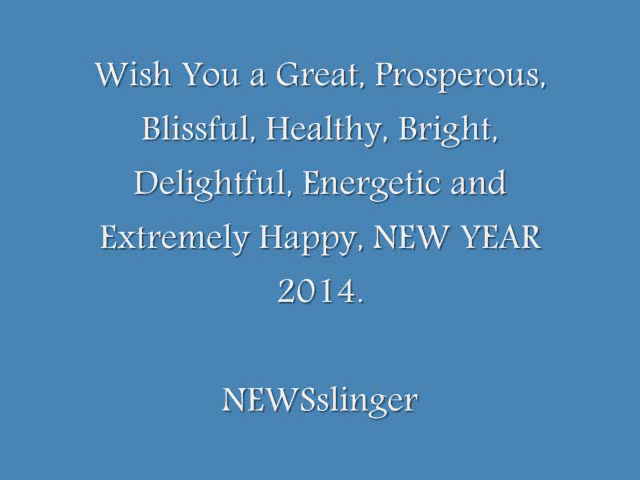 Wish You a Great, Prosperous,
Blissful, Healthy, Bright,
Delightful, Energetic and
Extremely Happy, NEW YEAR
2014.
NEWSslinger